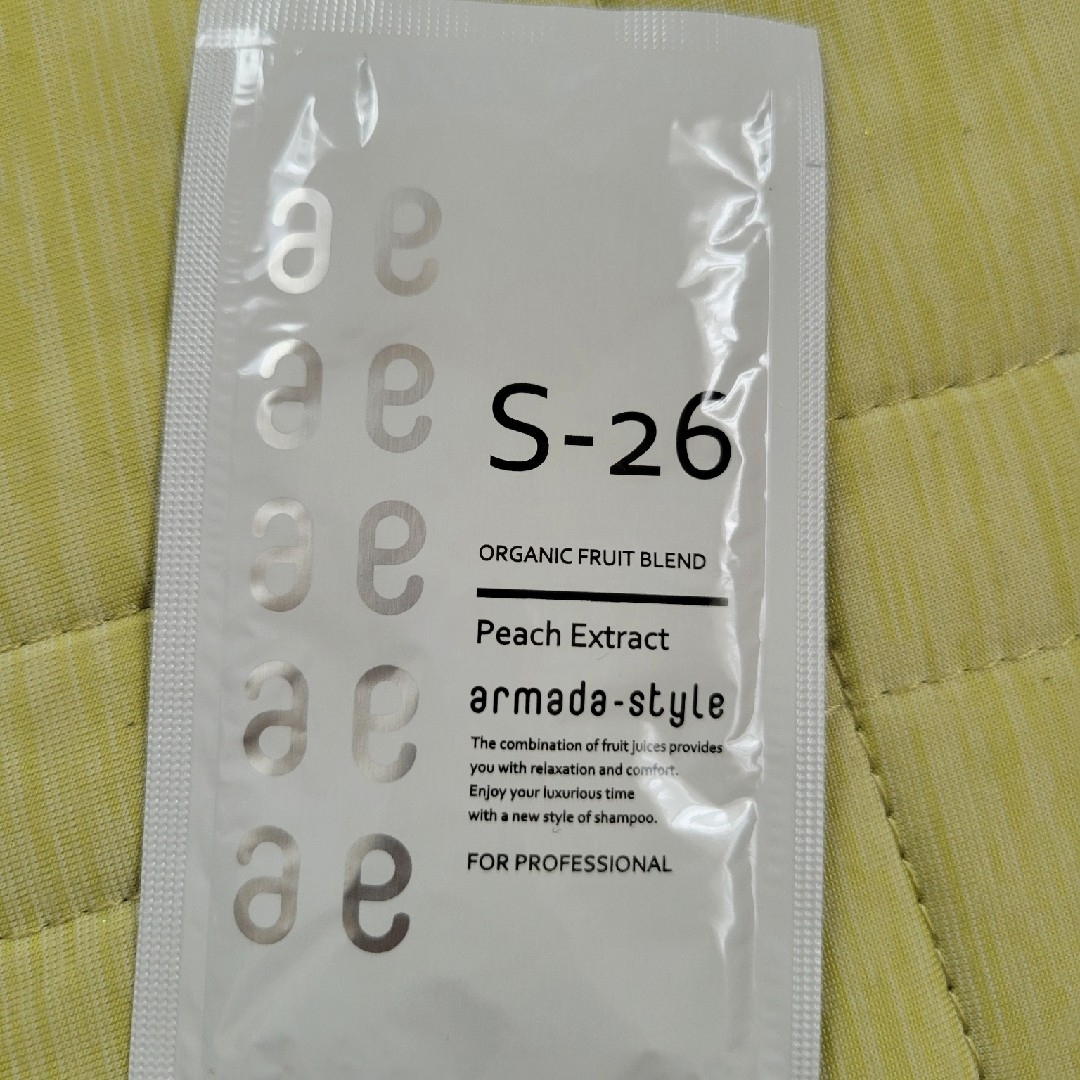 a e
a e
a e
a e
a e
S-26
ORGANIC FRUIT BLEND
Peach Extract
armada-style
The combination of fruit juices provides
you with relaxation and comfort.
Enjoy your luxurious time
with a new style of shampoo.
FOR PROFESSIONAL